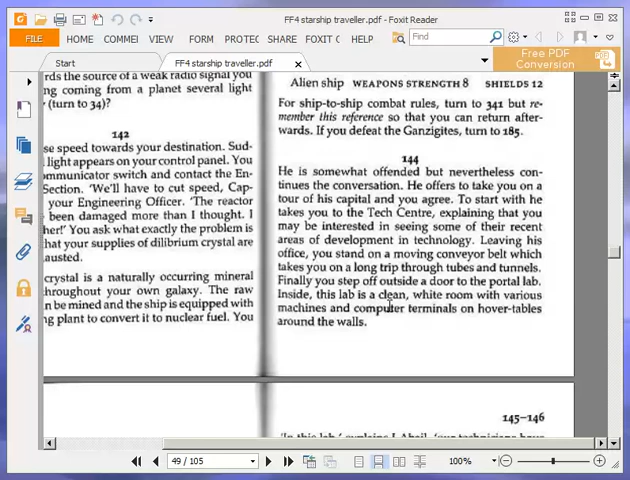 FF4 starship traveller.pdf - Foxit Reader
FILE HOME COMMEI VIEW FORM PROTEC SHARE FOXIT C HELP
Find
Start
FF4 starship traveller.pdf
Free PDF
Conversion
rds the source of a weak radio signal you
ng coming from a planet several light
(turn to 34)?
142
se speed towards your destination. Sud-
light appears on your control panel. You
mmunicator switch and contact the En-
Section. 'We'll have to cut speed, Cap-
your Engineering Officer. 'The reactor
been damaged more than I thought. I
her!' You ask what exactly the problem is
hat your supplies of dilibrium crystal are
austed.
crystal is a naturally occurring mineral
hroughout your own galaxy. The raw
n be mined and the ship is equipped with
ng plant to convert it to nuclear fuel. You
Alien ship WEAPONS STRENGTH 8 SHIELDS 12
For ship-to-ship combat rules, turn to 341 but re-
member this reference so that you can return after-
wards. If you defeat the Ganzigites, turn to 185.
144
He is somewhat offended but nevertheless con-
tinues the conversation. He offers to take you on a
tour of his capital and you agree. To start with he
takes you to the Tech Centre, explaining that you
may be interested in seeing some of their recent
areas of development in technology. Leaving his
office, you stand on a moving conveyor belt which
takes you on a long trip through tubes and tunnels.
Finally you step off outside a door to the portal lab.
Inside, this lab is a clean, white room with various
machines and computer terminals on hover-tables
around the walls.
145–146
49 / 105
100%